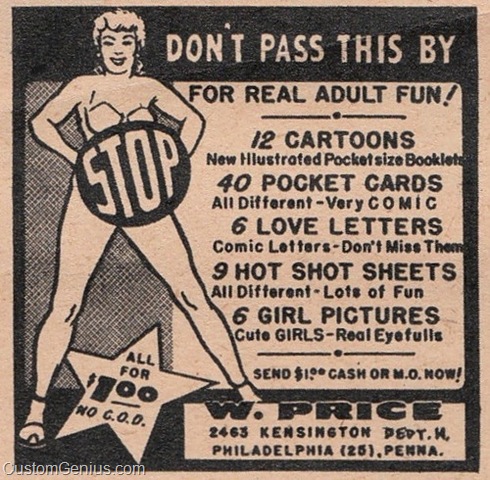 DON'T PASS THIS BY
FOR REAL ADULT FUN!
STOP
12 CARTOONS
New Illustrated Pocketsize Booklets
40 POCKET CARDS
All Different-Very COMIC
6 LOVE LETTERS
Comic Letters-Don't Miss Them
9 HOT SHOT SHEETS
All Different-Lots of Fun
6 GIRL PICTURES
Cute GIRLS-Real Eyefulls
SEND $1.00 CASH OR M.O. NOW!
ALL
FOR
$1.00
NO C.O.D.
W. PRICE
2463 KENSINGTON DEPT. H,
PHILADELPHIA (25), PENNA.
CustomGenius.com